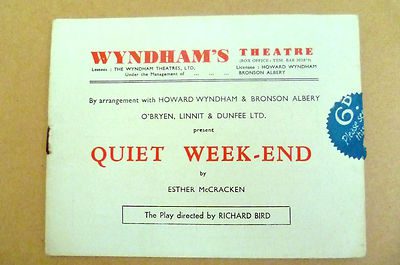 WYNDHAM'S THEATRE
(BOX OFFICE: TEM. BAR
Lessees : THE WYNDHAM THEATRES, LTD. Licensee : HOWARD WYNDHAM
Under the Management of ... ... ... BRONSON ALBERY
By arrangement with HOWARD WYNDHAM & BRONSON ALBERY
O'BRYEN, LINNIT & DUNFEE LTD.
present
QUIET WEEK-END
by
ESTHER McCRACKEN
The Play directed by RICHARD BIRD
6D
Please